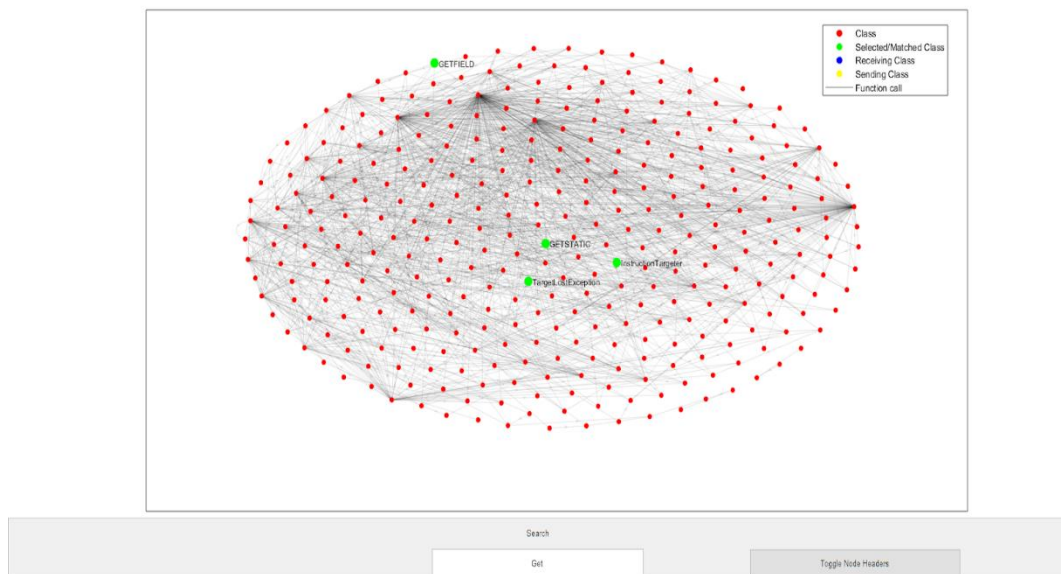 Class
Selected/Matched Class
Receiving Class
Sending Class
Function call
GETFIELD
GETSTATIC
InstructionTargeter
TargetLostException
Search
Get
Toggle Node Headers